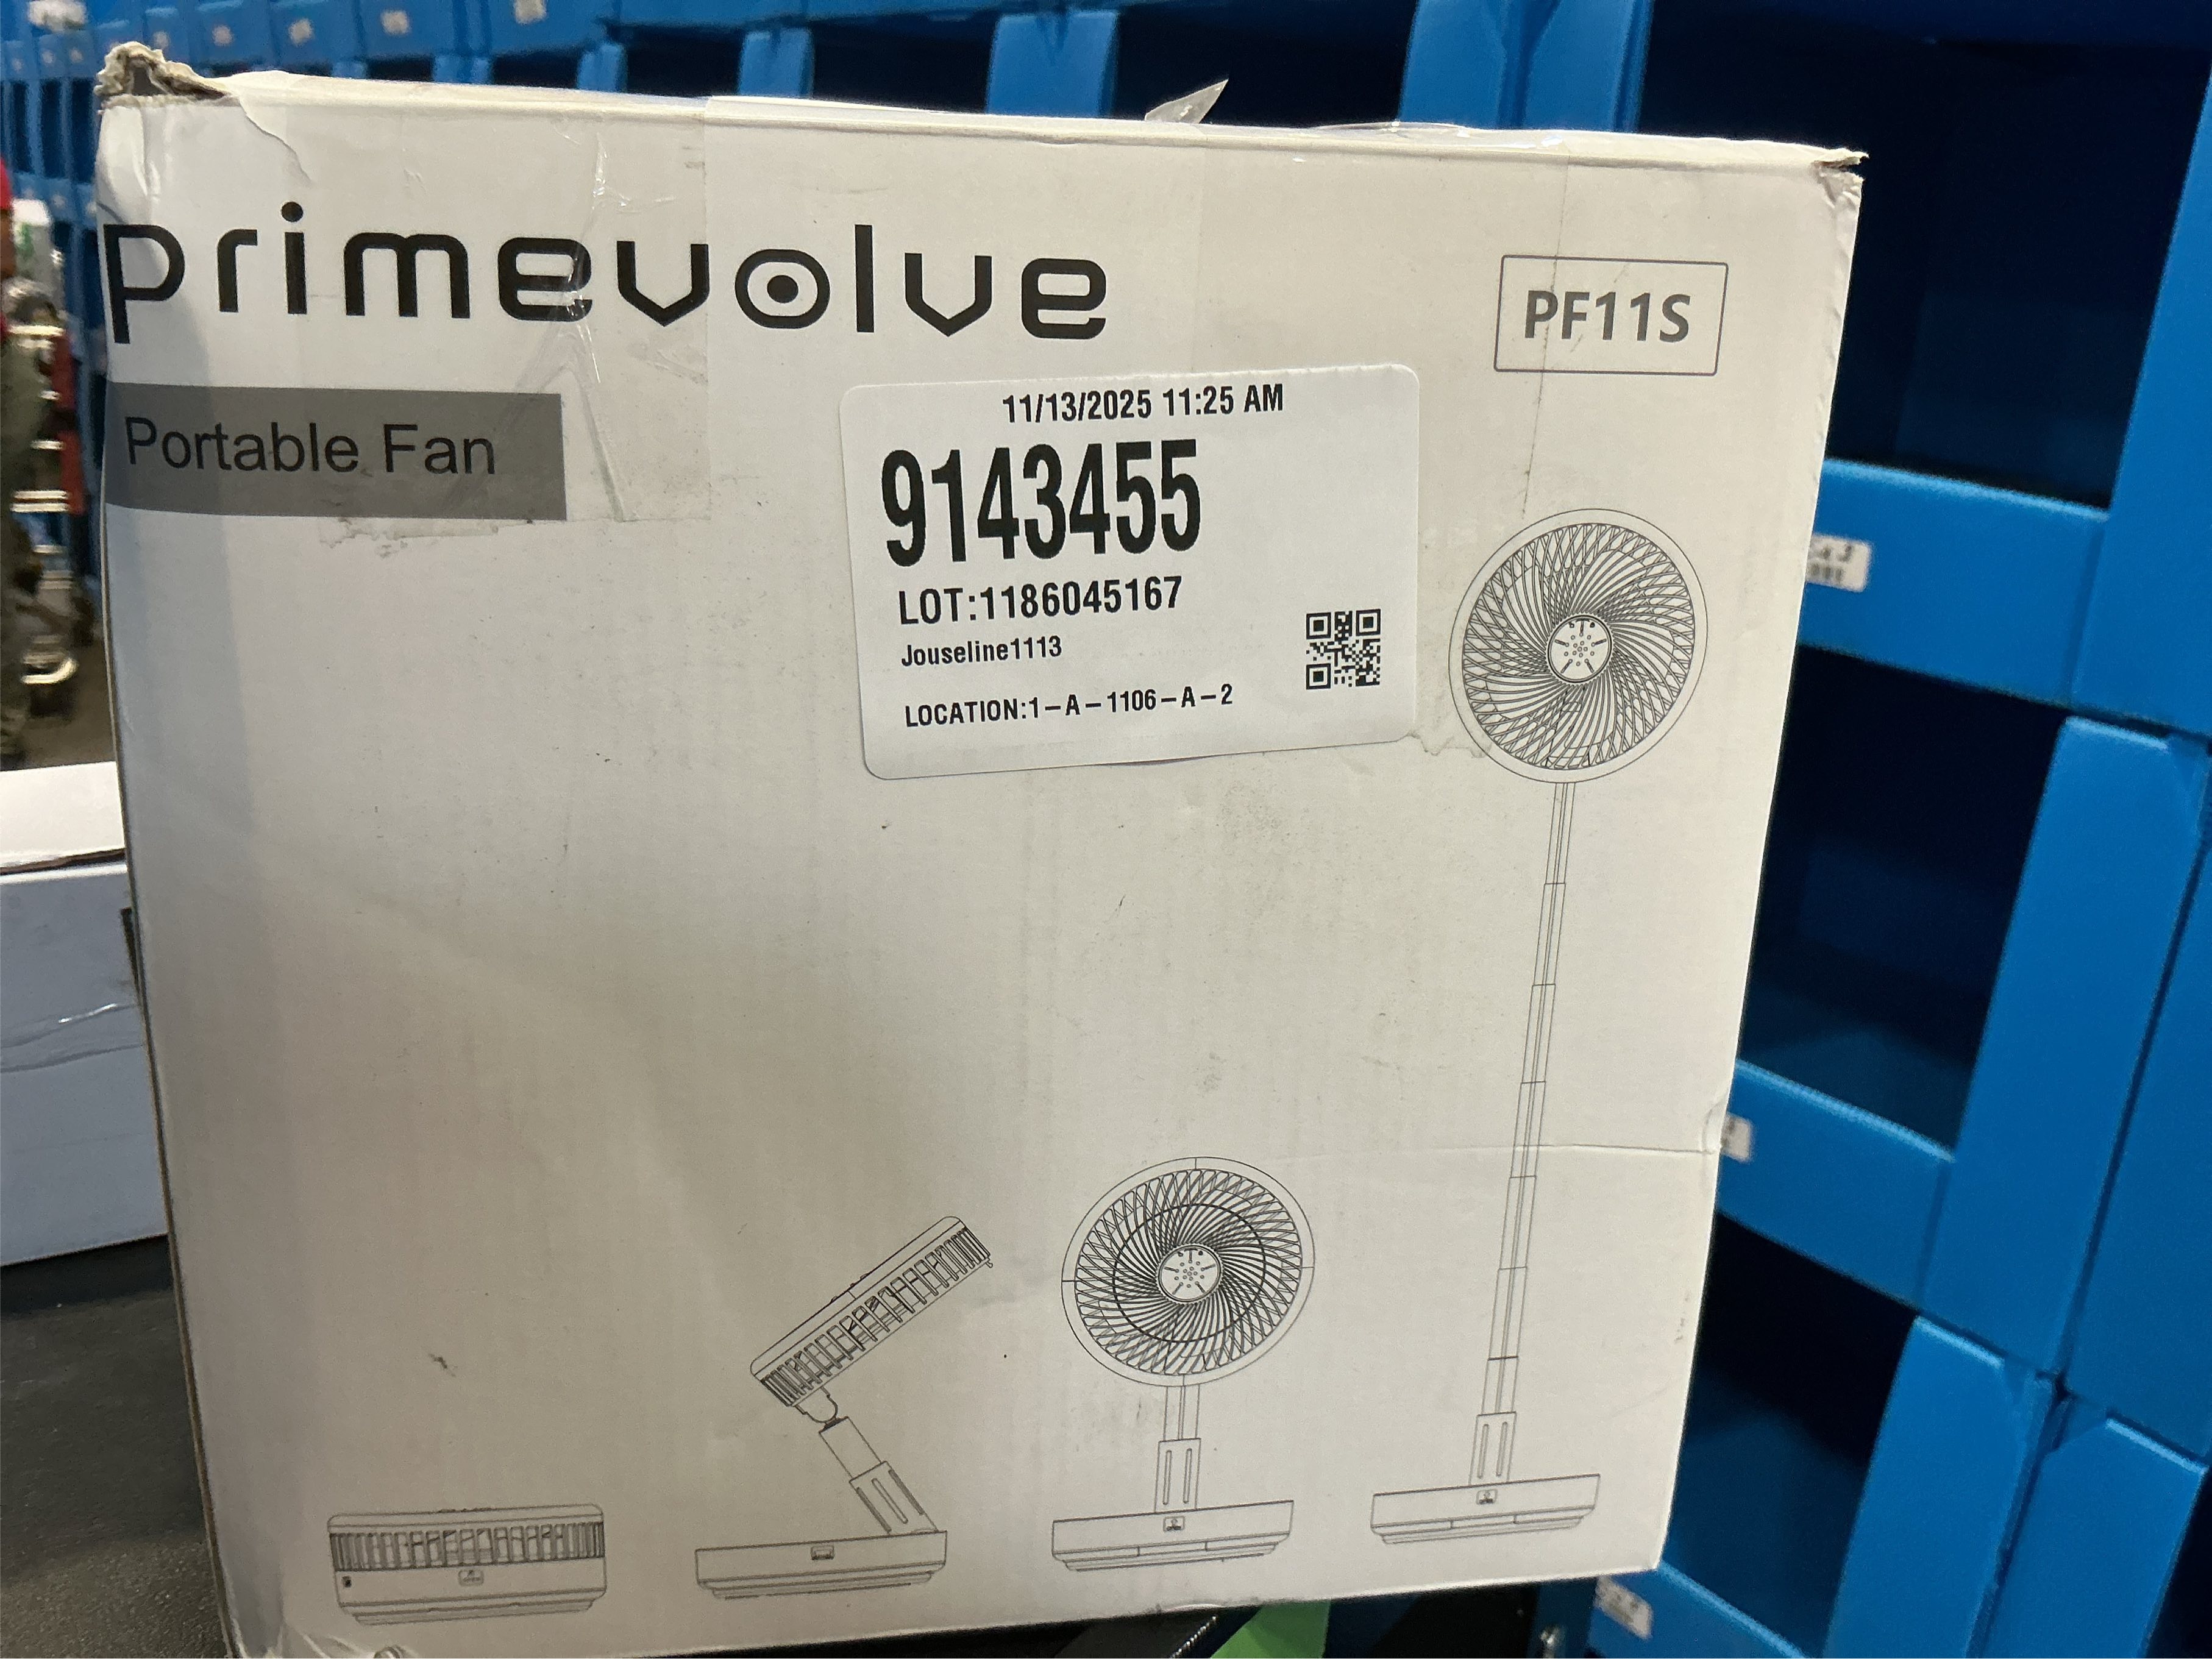 primevolve
PF11S
Portable Fan
11/13/2025 11:25 AM
9143455
LOT:1186045167
Jouseline1113
LOCATION:1-A-1106-A-2